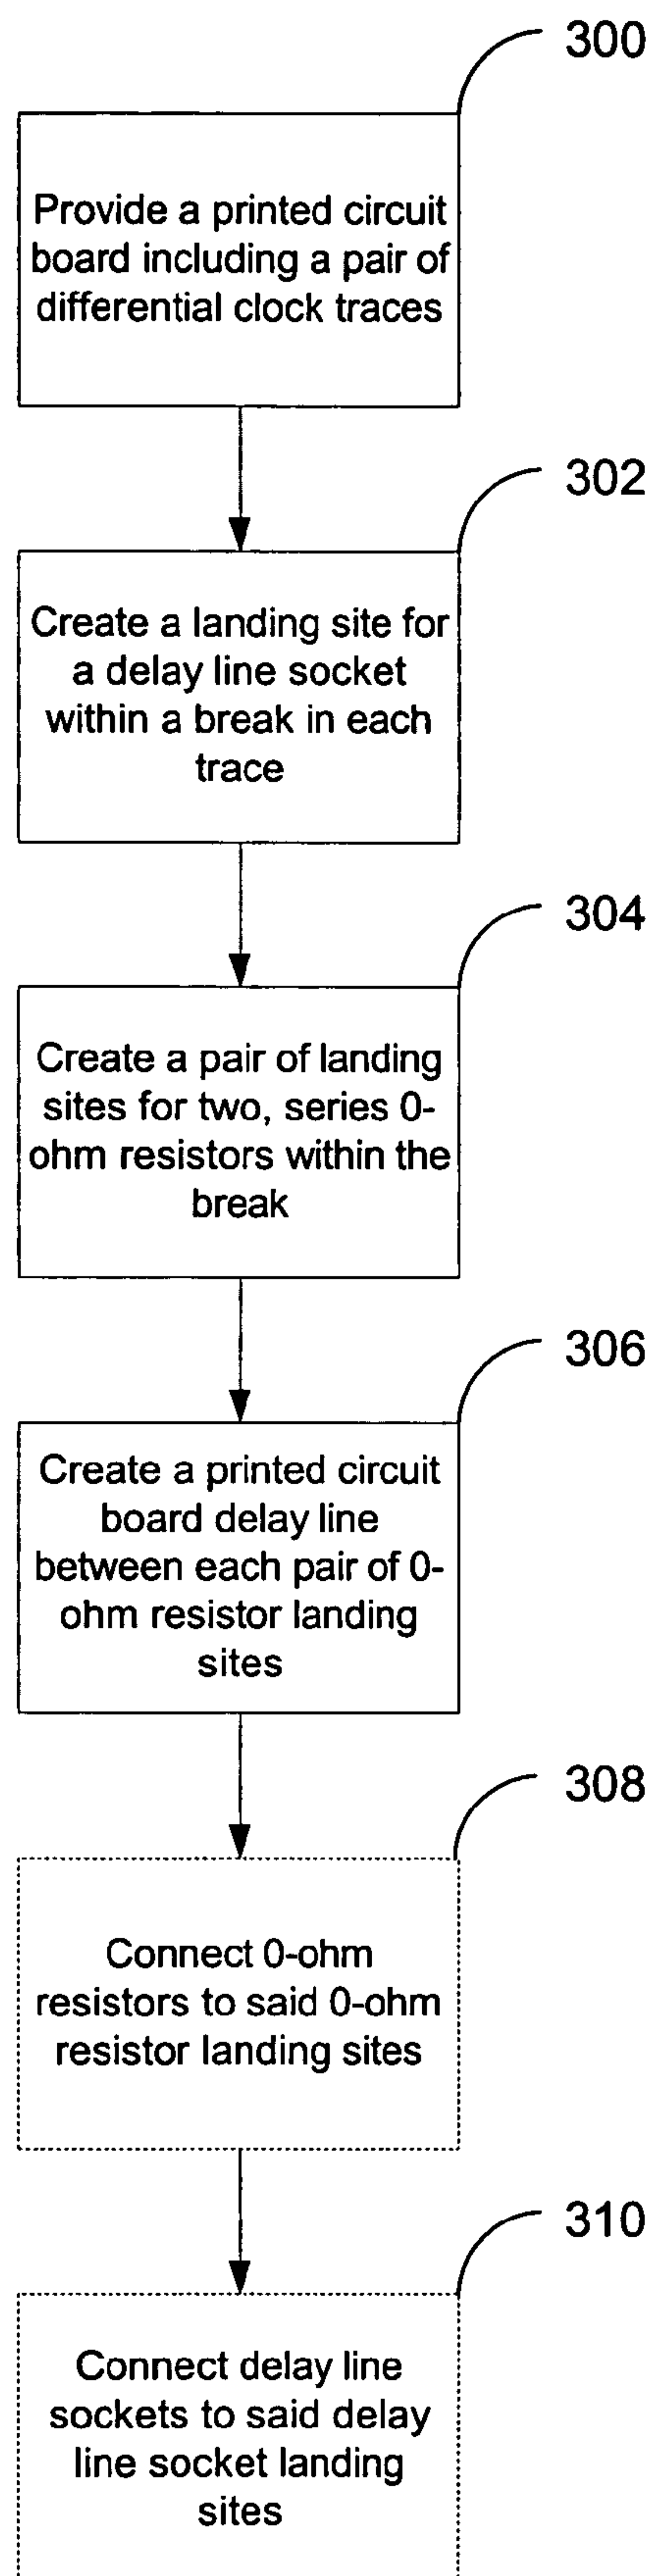 300
Provide a printed circuit
board including a pair of
differential clock traces
302
Create a landing site for
a delay line socket
within a break in each
trace
304
Create a pair of landing
sites for two, series 0-
ohm resistors within the
break
306
Create a printed circuit
board delay line
between each pair of 0-
ohm resistor landing
sites
308
Connect 0-ohm
resistors to said 0-ohm
resistor landing sites
310
Connect delay line
sockets to said delay
line socket landing
sites